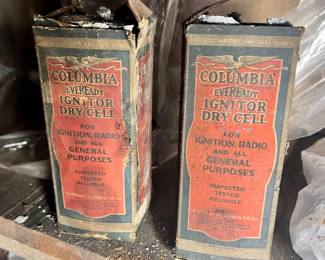 COLUMBIA
EVEREADY
IGNITOR
DRY CELL
FOR
IGNITION, RADIO
AND ALL
GENERAL
PURPOSES
INSPECTED
TESTED
RELIABLE
COLUMBIA
EVEREADY
IGNITOR
DRY CELL
FOR
IGNITION, RADIO
AND ALL
GENERAL
PURPOSES
INSPECTED
TESTED
RELIABLE